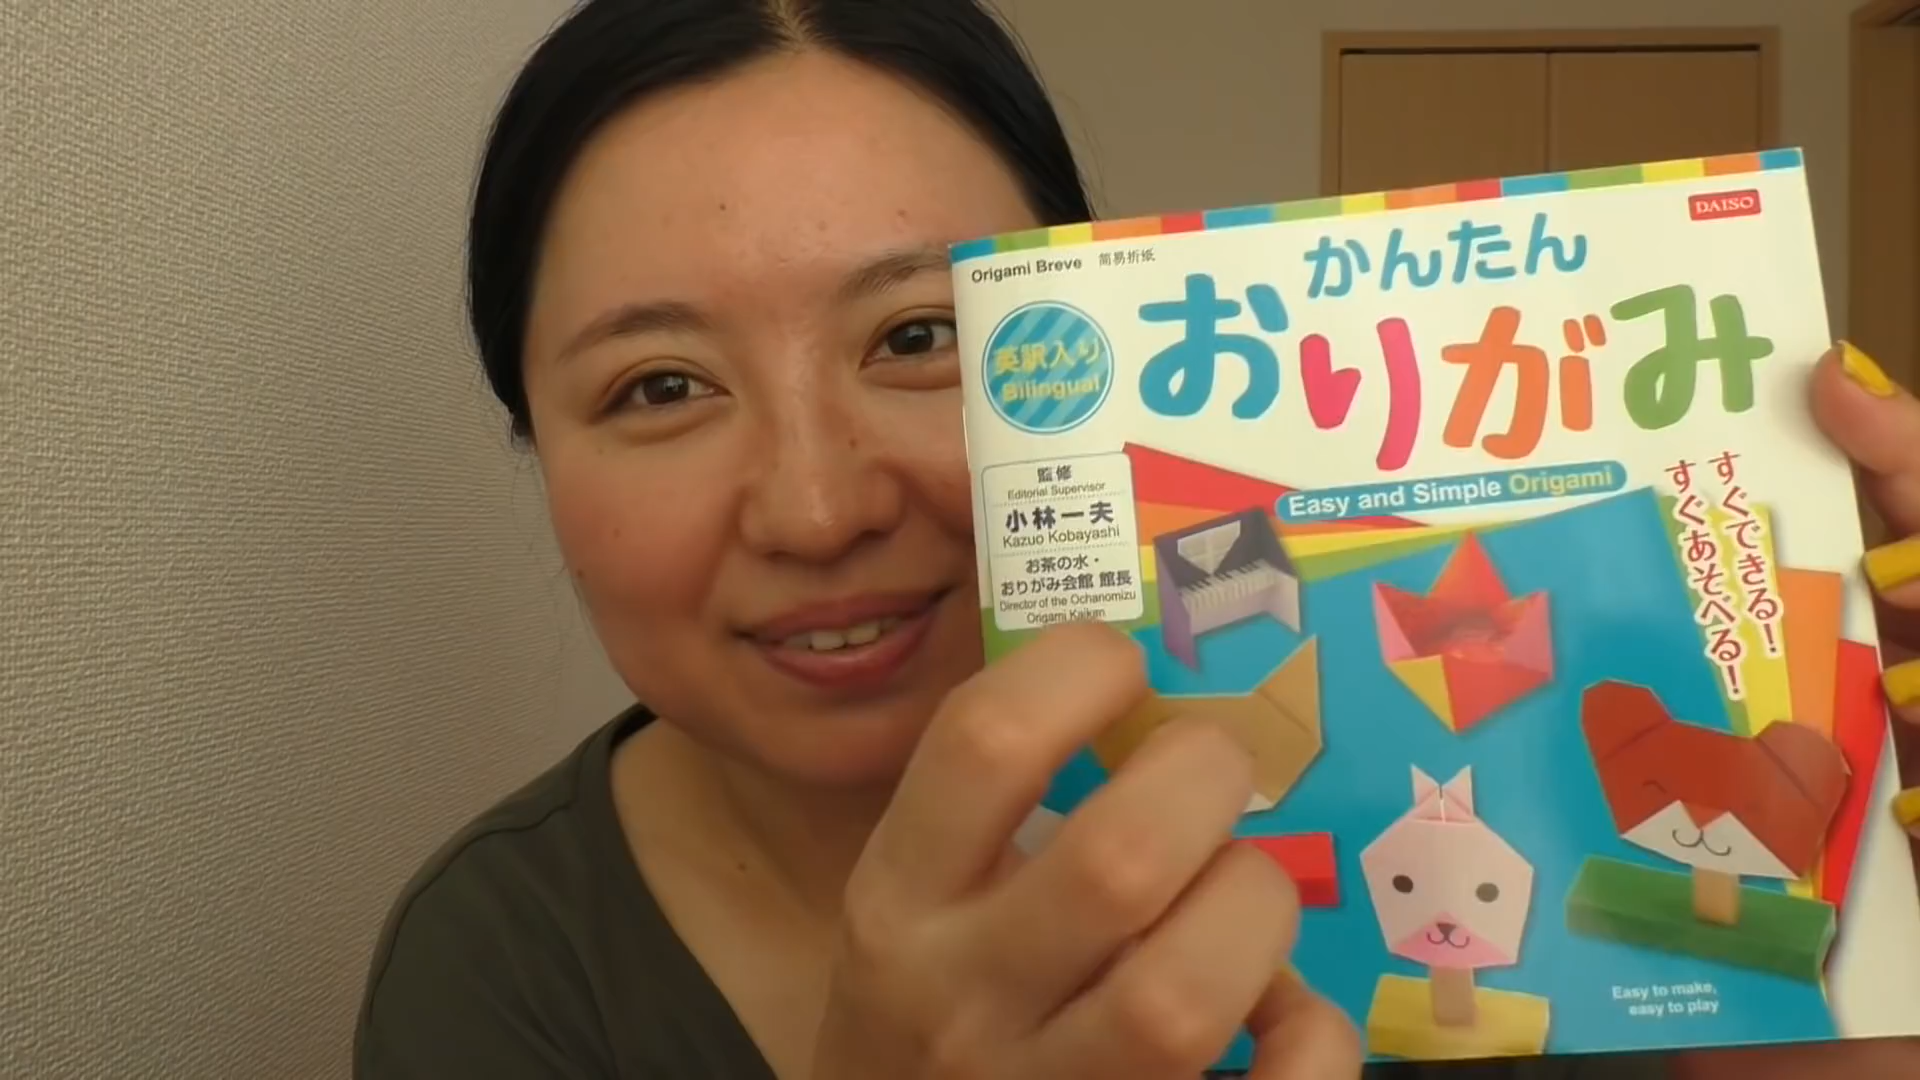 DAISO
Origami Breve 简易折纸
かんたん
おりがみ
英訳入り
Bilingual
Easy and Simple Origami
監修
Editorial Supervisor
小林一夫
Kazuo Kobayashi
お茶の水・
おりがみ会館 館長
Director of the Ochanomizu
Origami Kaikan
すぐできる!
すぐあそべる!
Easy to make,
easy to play